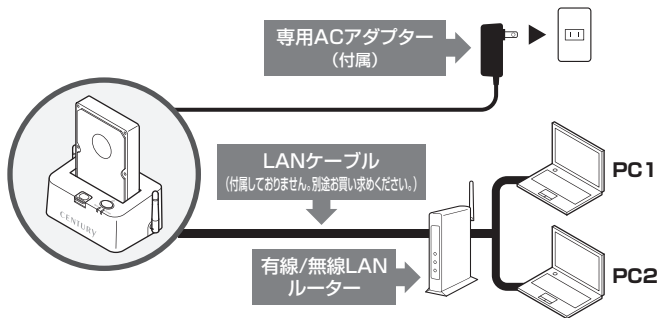 専用ACアダプター
（付属）
LANケーブル
（付属しておりません。別途お買い求めください。）
PC1
CENTURY
有線/無線LAN
ルーター
PC2